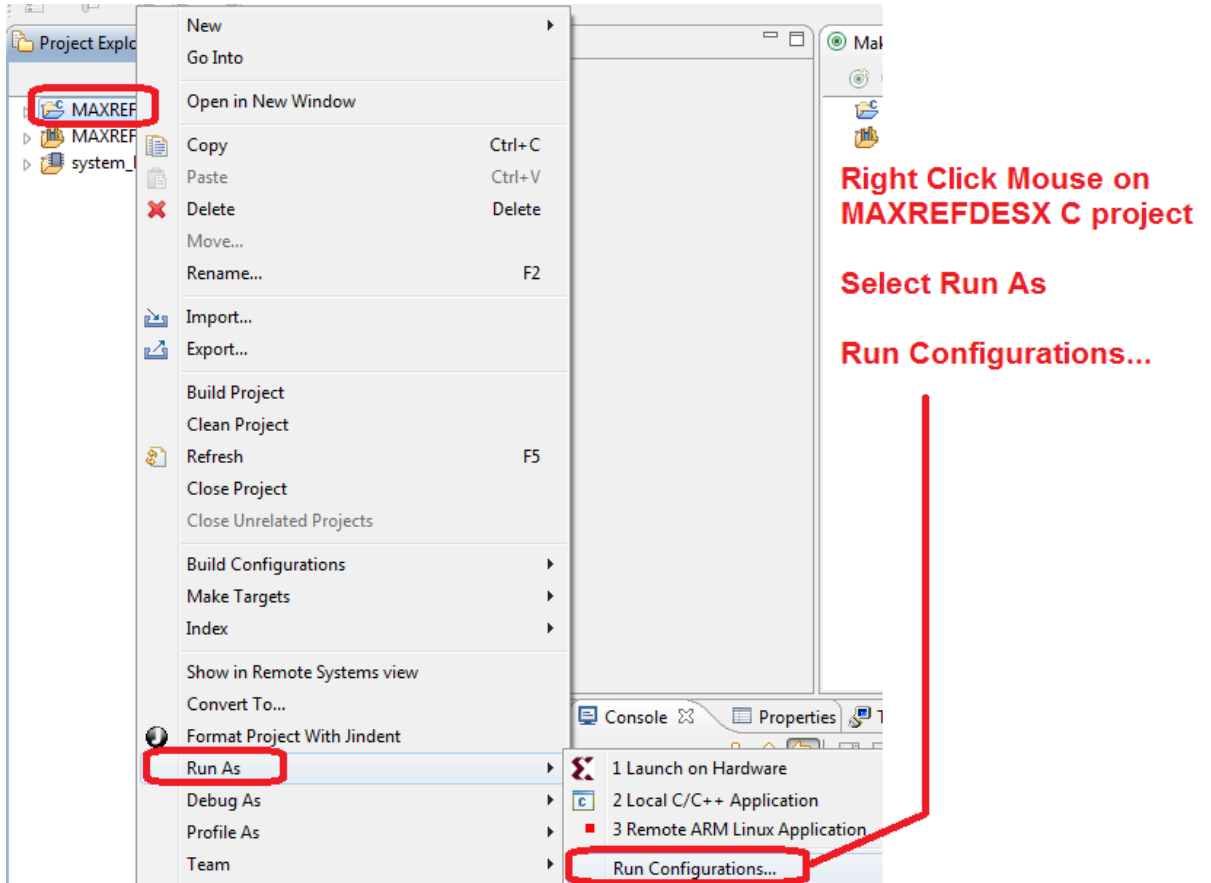 New
Project Explo
Go Into
Mak
MAXREF
Open in New Window
MAXREF
Copy Ctrl+C
system_
Paste Ctrl+V
Delete Delete
Move...
Rename... F2
Import...
Export...
Build Project
Clean Project
Refresh F5
Close Project
Close Unrelated Projects
Build Configurations
Make Targets
Index
Show in Remote Systems view
Convert To...
Format Project With Jindent
Run As
Debug As
Profile As
Team
Console Properties
1 Launch on Hardware
2 Local C/C++ Application
3 Remote ARM Linux Application
Run Configurations...
Right Click Mouse on
MAXREFDESX C project
Select Run As
Run Configurations...